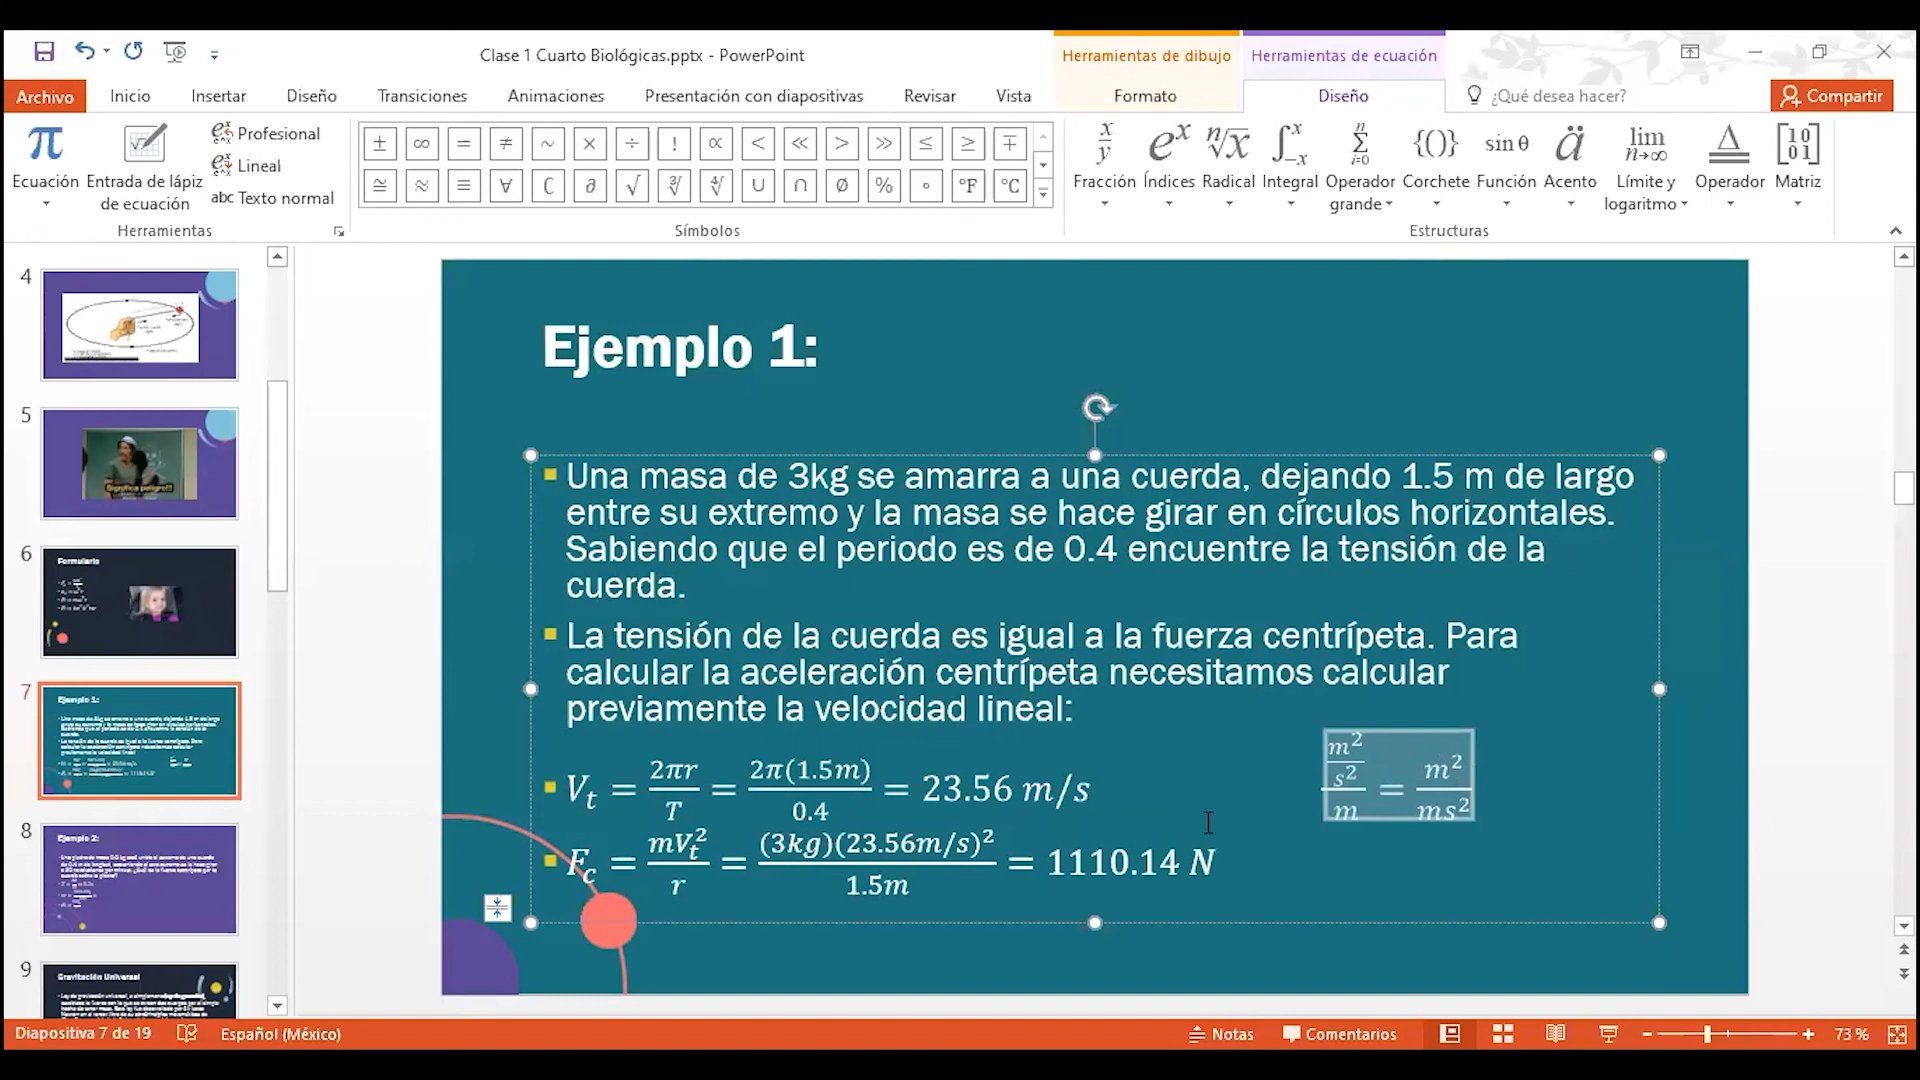 Clase 1 Cuarto Biológicas.pptx - PowerPoint
Herramientas de dibujo
Herramientas de ecuación
Archivo
Inicio
Insertar
Diseño
Transiciones
Animaciones
Presentación con diapositivas
Revisar
Vista
Formato
Diseño
¿Qué desea hacer?
Compartir
π
Ecuación
Entrada de lápiz
de ecuación
Profesional
Lineal
abc Texto normal
Herramientas
± ∞ = ≠ ~ × ÷ ! ∝ < ≪ > ≫ ≤ ≥ ∓
≅ ≈ ≡ ∀ ∁ ∂ √ ∛ ∜ ∪ ∩ ∅ % ° °F °C
Símbolos
Fracción
Índices
Radical
Integral
Operador
grande
Corchete
sin θ
Función
Acento
lim
n→∞
Límite y
logaritmo
Operador
Matriz
Estructuras
4
5
6
Formulario
7
Ejemplo 1:
8
Ejemplo 2:
9
Gravitación Universal
Ejemplo 1:
Una masa de 3kg se amarra a una cuerda, dejando 1.5 m de largo
entre su extremo y la masa se hace girar en círculos horizontales.
Sabiendo que el periodo es de 0.4 encuentre la tensión de la
cuerda.
La tensión de la cuerda es igual a la fuerza centrípeta. Para
calcular la aceleración centrípeta necesitamos calcular
previamente la velocidad lineal:
V_t = 2πr/T = 2π(1.5m)/0.4 = 23.56 m/s
(m²/s²)/m = m²/ms²
F_c = mV_t²/r = (3kg)(23.56m/s)²/1.5m = 1110.14 N
Diapositiva 7 de 19
Español (México)
Notas
Comentarios
73 %